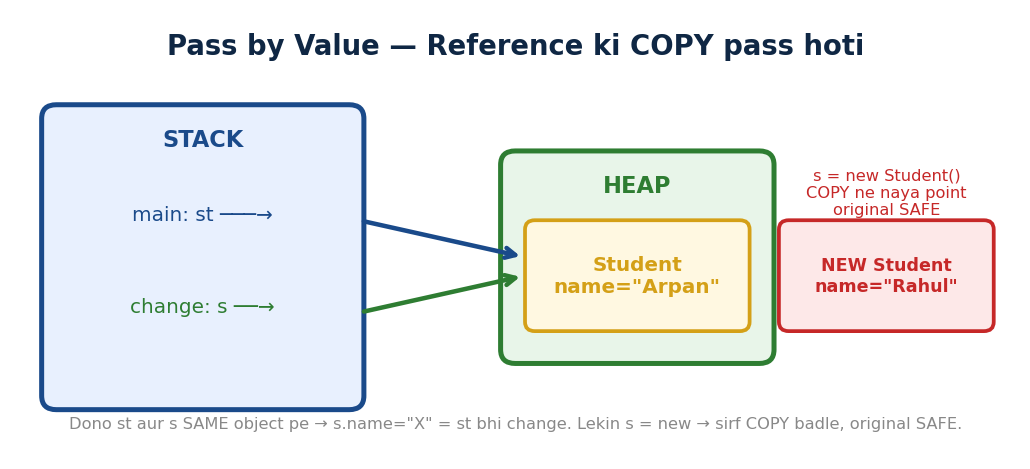 Pass by Value — Reference ki COPY pass hoti
STACK
main: st ───→
change: s ──→
HEAP
Student
name="Arpan"
s = new Student()
COPY ne naya point
original SAFE
NEW Student
name="Rahul"
Dono st aur s SAME object pe → s.name="X" = st bhi change. Lekin s = new → sirf COPY badle, original SAFE.